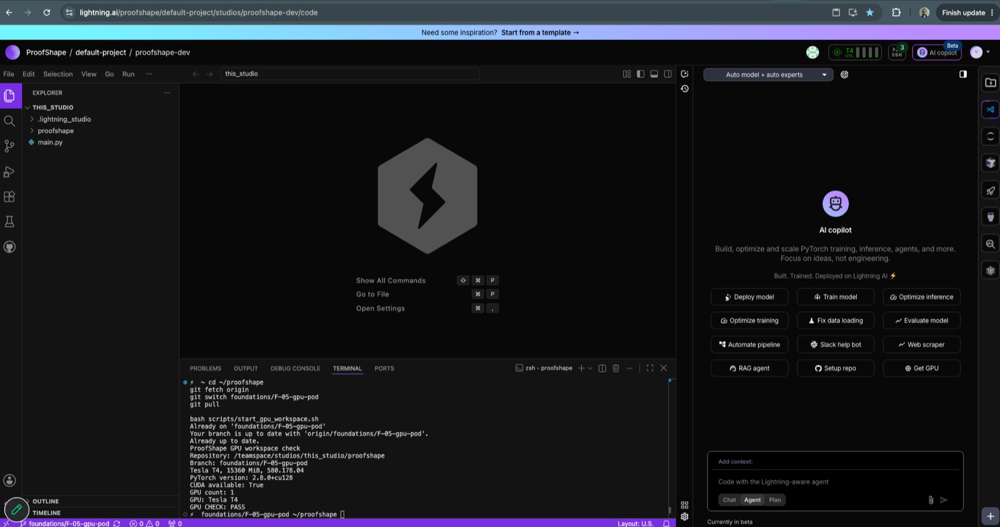 lightning.ai/proofshape/default-project/studios/proofshape-dev/code
Finish update
Need some inspiration? Start from a template →
ProofShape / default-project / proofshape-dev
T4
3
SSH
AI copilot
Beta
File Edit Selection View Go Run ···
this_studio
Auto model + auto experts
EXPLORER
THIS_STUDIO
.lightning_studio
proofshape
main.py
Show All Commands ⌘ P
Go to File ⌘ P
Open Settings ⌘ ,
AI copilot
Build, optimize and scale PyTorch training, inference, agents, and more.
Focus on ideas, not engineering.
Built. Trained. Deployed on Lightning AI ⚡
Deploy model Train model Optimize inference
Optimize training Fix data loading Evaluate model
Automate pipeline Slack help bot Web scraper
RAG agent Setup repo Get GPU
PROBLEMS OUTPUT DEBUG CONSOLE TERMINAL PORTS
zsh - proofshape
⚡ ~ cd ~/proofshape
git fetch origin
git switch foundations/F-05-gpu-pod
git pull
bash scripts/start_gpu_workspace.sh
Already on 'foundations/F-05-gpu-pod'
Your branch is up to date with 'origin/foundations/F-05-gpu-pod'.
Already up to date.
ProofShape GPU workspace check
Repository: /teamspace/studios/this_studio/proofshape
Branch: foundations/F-05-gpu-pod
Tesla T4, 15360 MiB, 580.178.04
PyTorch version: 2.8.0+cu128
CUDA available: True
GPU count: 1
GPU: Tesla T4
GPU CHECK: PASS
⚡ foundations/F-05-gpu-pod ~/proofshape
Add context:
Code with the Lightning-aware agent
Chat Agent Plan
Currently in beta
OUTLINE
TIMELINE
foundations/F-05-gpu-pod 0 0 0
Layout: U.S.